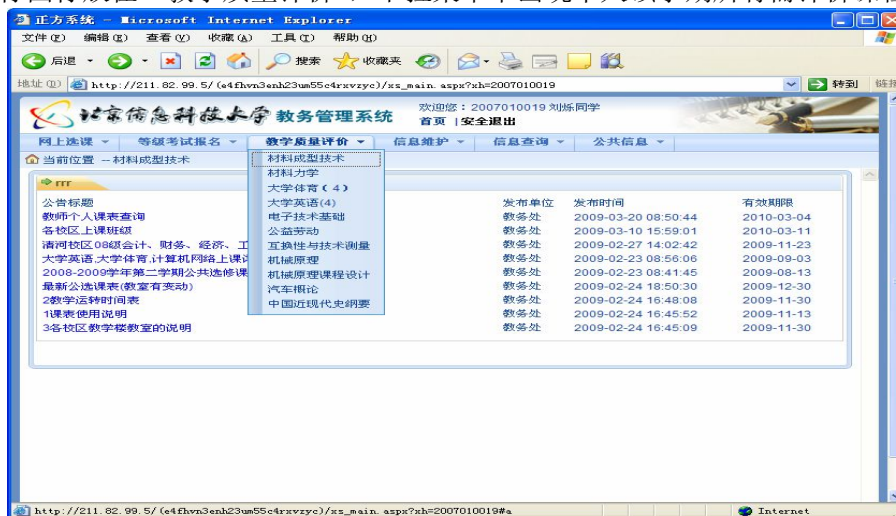 正方系统 - Microsoft Internet Explorer
文件(F) 编辑(E) 查看(V) 收藏(A) 工具(T) 帮助(H)
后退 搜索 收藏夹
地址(D) http://211.82.99.5/(e4fhvn3enh23um55c4rxvzyc)/xs_main.aspx?xh=2007010019 转到 链接
北京信息科技大学 教务管理系统 欢迎您：2007010019 刘烁同学
首页 | 安全退出
网上选课 等级考试报名 教学质量评价 信息维护 信息查询 公共信息
当前位置 -- 材料成型技术
材料成型技术
材料力学
大学体育(4)
大学英语(4)
电子技术基础
公益劳动
互换性与技术测量
机械原理
机械原理课程设计
汽车概论
中国近现代史纲要
rrr
公告标题 发布单位 发布时间 有效期限
教师个人课表查询 教务处 2009-03-20 08:50:44 2010-03-04
各校区上课班级 教务处 2009-03-10 15:59:01 2010-03-11
清河校区08级会计、财务、经济、工 教务处 2009-02-27 14:02:42 2009-11-23
大学英语,大学体育,计算机网络上课 教务处 2009-02-23 08:56:06 2009-09-03
2008-2009学年第二学期公共选修课 教务处 2009-02-23 08:41:45 2009-08-13
最新公选课表(教室有变动) 教务处 2009-02-24 18:50:30 2009-12-30
2教学运转时间表 教务处 2009-02-24 16:48:08 2009-11-30
1课表使用说明 教务处 2009-02-24 16:45:52 2009-11-13
3各校区教学楼教室的说明 教务处 2009-02-24 16:45:09 2009-11-30
http://211.82.99.5/(e4fhvn3enh23um55c4rxvzyc)/xs_main.aspx?xh=2007010019#a Internet